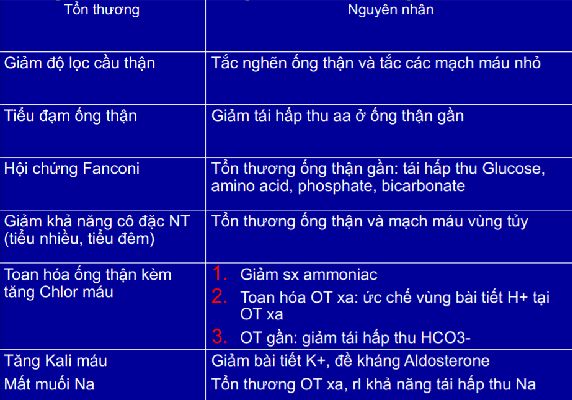 Tổn thương
Nguyên nhân
Giảm độ lọc cầu thận
Tắc nghẽn ống thận và tắc các mạch máu nhỏ
Tiểu đạm ống thận
Giảm tái hấp thu aa ở ống thận gần
Hội chứng Fanconi
Tổn thương ống thận gần: tái hấp thu Glucose,
amino acid, phosphate, bicarbonate
Giảm khả năng cô đặc NT
(tiểu nhiều, tiểu đêm)
Tổn thương ống thận và mạch máu vùng tủy
Toan hóa ống thận kèm
tăng Chlor máu
1. Giảm sx ammoniac
2. Toan hóa OT xa: ức chế vùng bài tiết H+ tại
OT xa
3. OT gần: giảm tái hấp thu HCO3-
Tăng Kali máu
Giảm bài tiết K+, đề kháng Aldosterone
Mất muối Na
Tổn thương OT xa, rl khả năng tái hấp thu Na